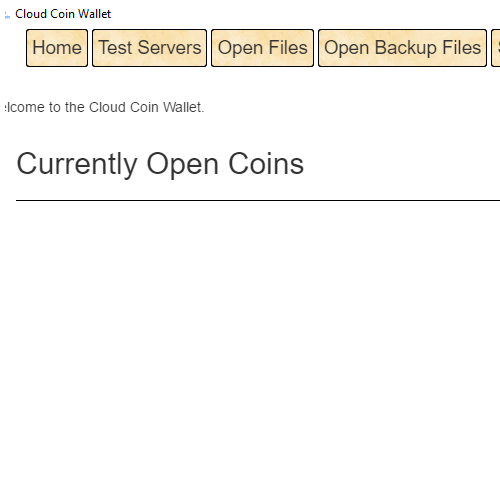 Cloud Coin Wallet
Home Test Servers Open Files Open Backup Files
elcome to the Cloud Coin Wallet.
Currently Open Coins